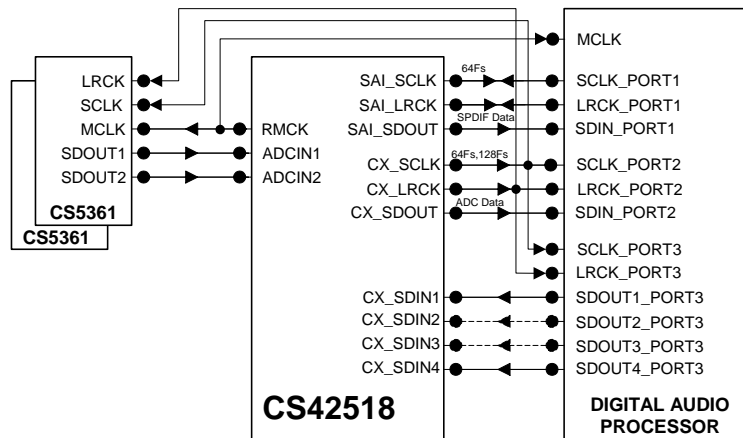 LRCK
SCLK
MCLK
SDOUT1
SDOUT2
CS5361
CS5361
RMCK
ADCIN1
ADCIN2
SAI_SCLK
SAI_LRCK
SAI_SDOUT
CX_SCLK
CX_LRCK
CX_SDOUT
CX_SDIN1
CX_SDIN2
CX_SDIN3
CX_SDIN4
CS42518
64Fs
SPDIF Data
64Fs,128Fs
ADC Data
MCLK
SCLK_PORT1
LRCK_PORT1
SDIN_PORT1
SCLK_PORT2
LRCK_PORT2
SDIN_PORT2
SCLK_PORT3
LRCK_PORT3
SDOUT1_PORT3
SDOUT2_PORT3
SDOUT3_PORT3
SDOUT4_PORT3
DIGITAL AUDIO
PROCESSOR